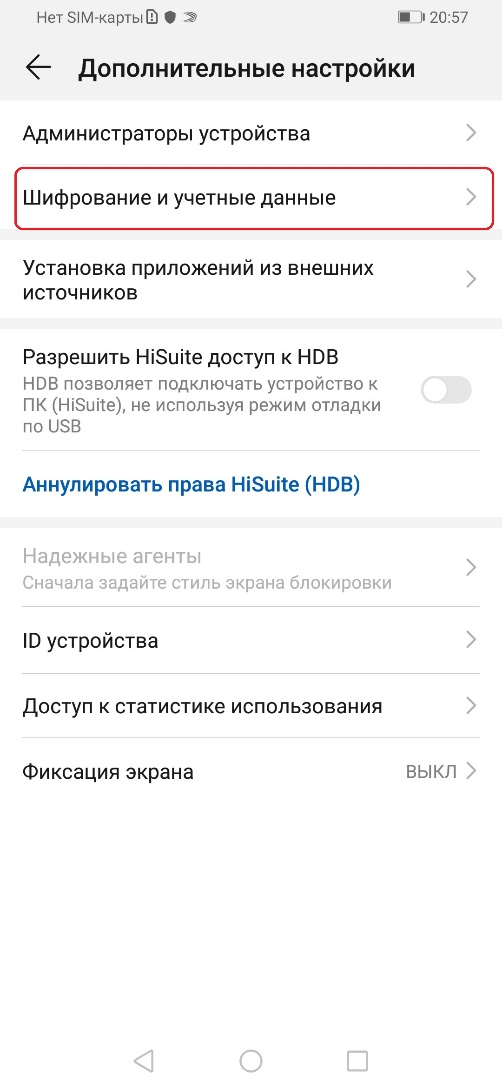 Нет SIM-карты 20:57
Дополнительные настройки
Администраторы устройства
Шифрование и учетные данные
Установка приложений из внешних
источников
Разрешить HiSuite доступ к HDB
HDB позволяет подключать устройство к
ПК (HiSuite), не используя режим отладки
по USB
Аннулировать права HiSuite (HDB)
Надежные агенты
Сначала задайте стиль экрана блокировки
ID устройства
Доступ к статистике использования
Фиксация экрана ВЫКЛ